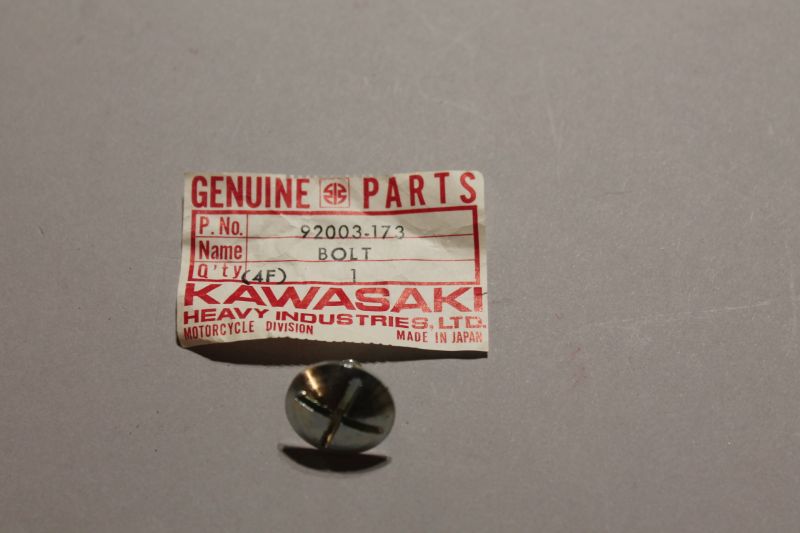 GENUINE PARTS
P. No. 92003-173
Name BOLT
Q'ty (4F) 1
KAWASAKI
HEAVY INDUSTRIES, LTD.
MOTORCYCLE DIVISION MADE IN JAPAN